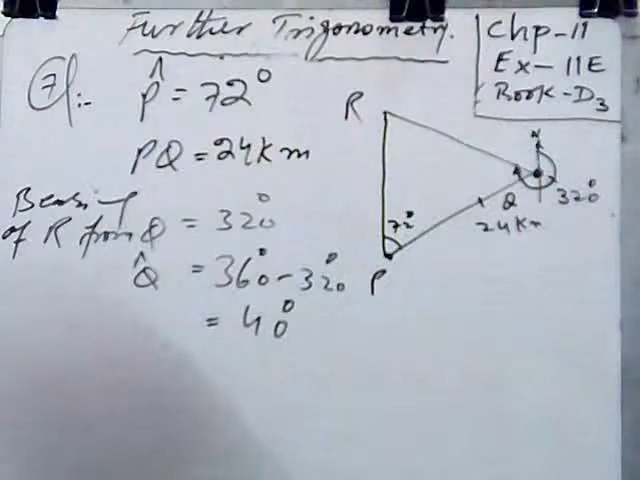 Further Trigonometry.
Chp-11
Ex-11E
Book-D3
7:-
P̂ = 72°
PQ = 24Km
Bearing
of R from Q = 320°
Q̂ = 360°-320°
= 40°
R
N
320°
Q
24Km
72°
P